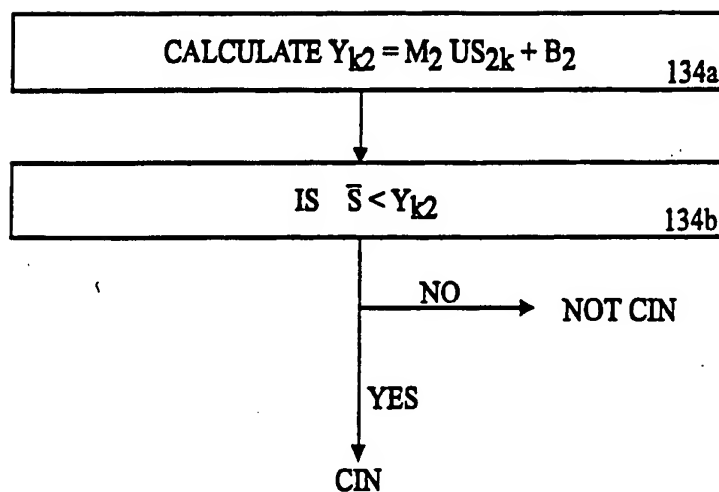 CALCULATE Yk2 = M2 US2k + B2
134a
IS S̅ < Yk2
134b
NO
NOT CIN
YES
CIN